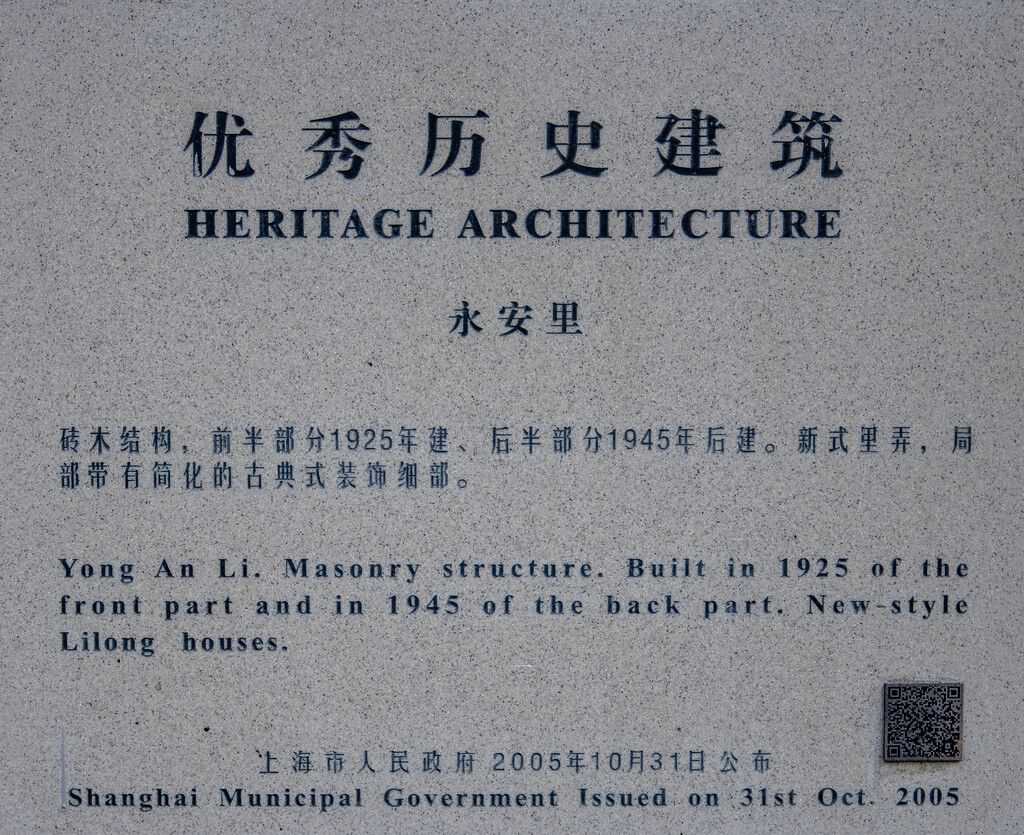 优秀历史建筑
HERITAGE ARCHITECTURE
永安里
砖木结构，前半部分1925年建、后半部分1945年后建。新式里弄，局
部带有简化的古典式装饰细部。
Yong An Li. Masonry structure. Built in 1925 of the
front part and in 1945 of the back part. New-style
Lilong houses.
上海市人民政府 2005年10月31日公布
Shanghai Municipal Government Issued on 31st Oct. 2005